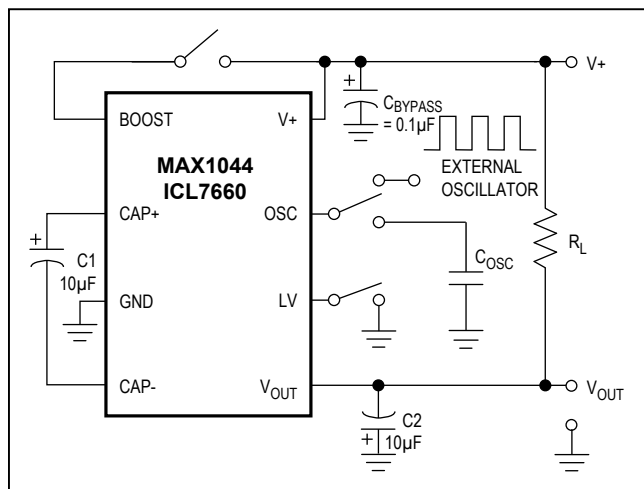 V+
+
CBYPASS
= 0.1µF
BOOST
V+
MAX1044
ICL7660
EXTERNAL
OSCILLATOR
CAP+
OSC
+
C1
10µF
COSC
RL
GND
LV
CAP-
VOUT
VOUT
C2
+
10µF